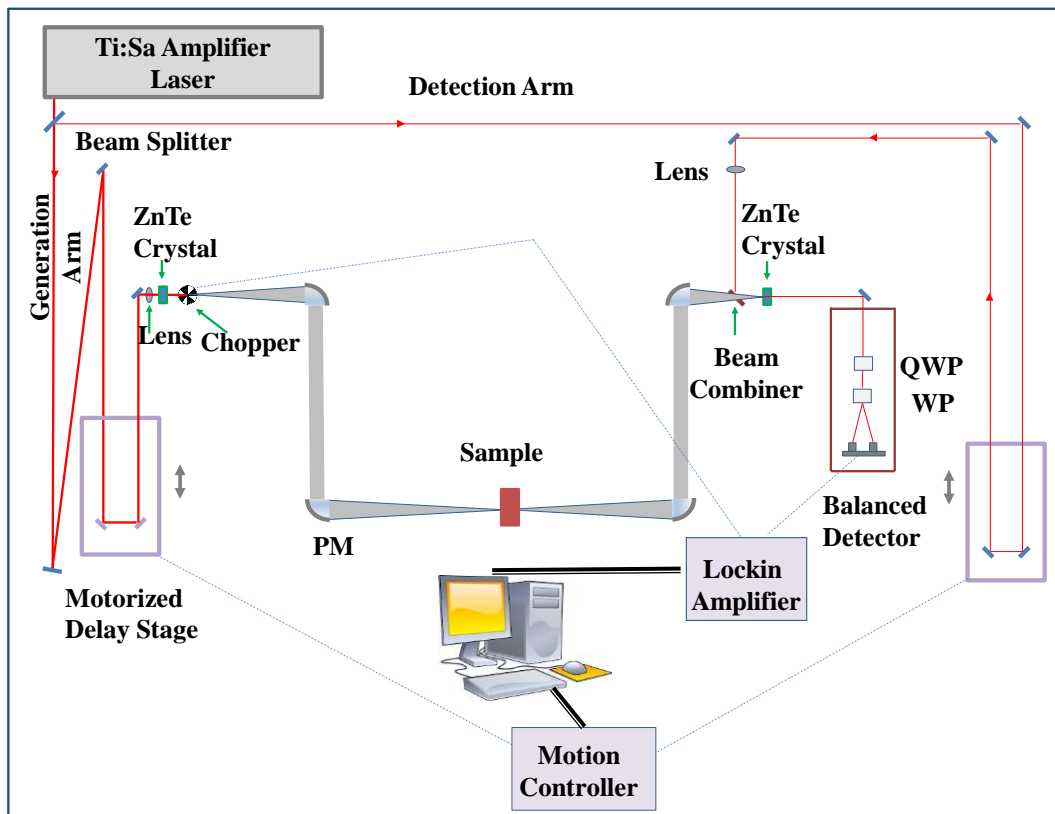 Ti:Sa Amplifier
Laser
Detection Arm
Beam Splitter
Generation
Arm
ZnTe
Crystal
Lens
Chopper
Lens
ZnTe
Crystal
Beam
Combiner
QWP
WP
Sample
PM
Balanced
Detector
Motorized
Delay Stage
Lockin
Amplifier
Motion
Controller